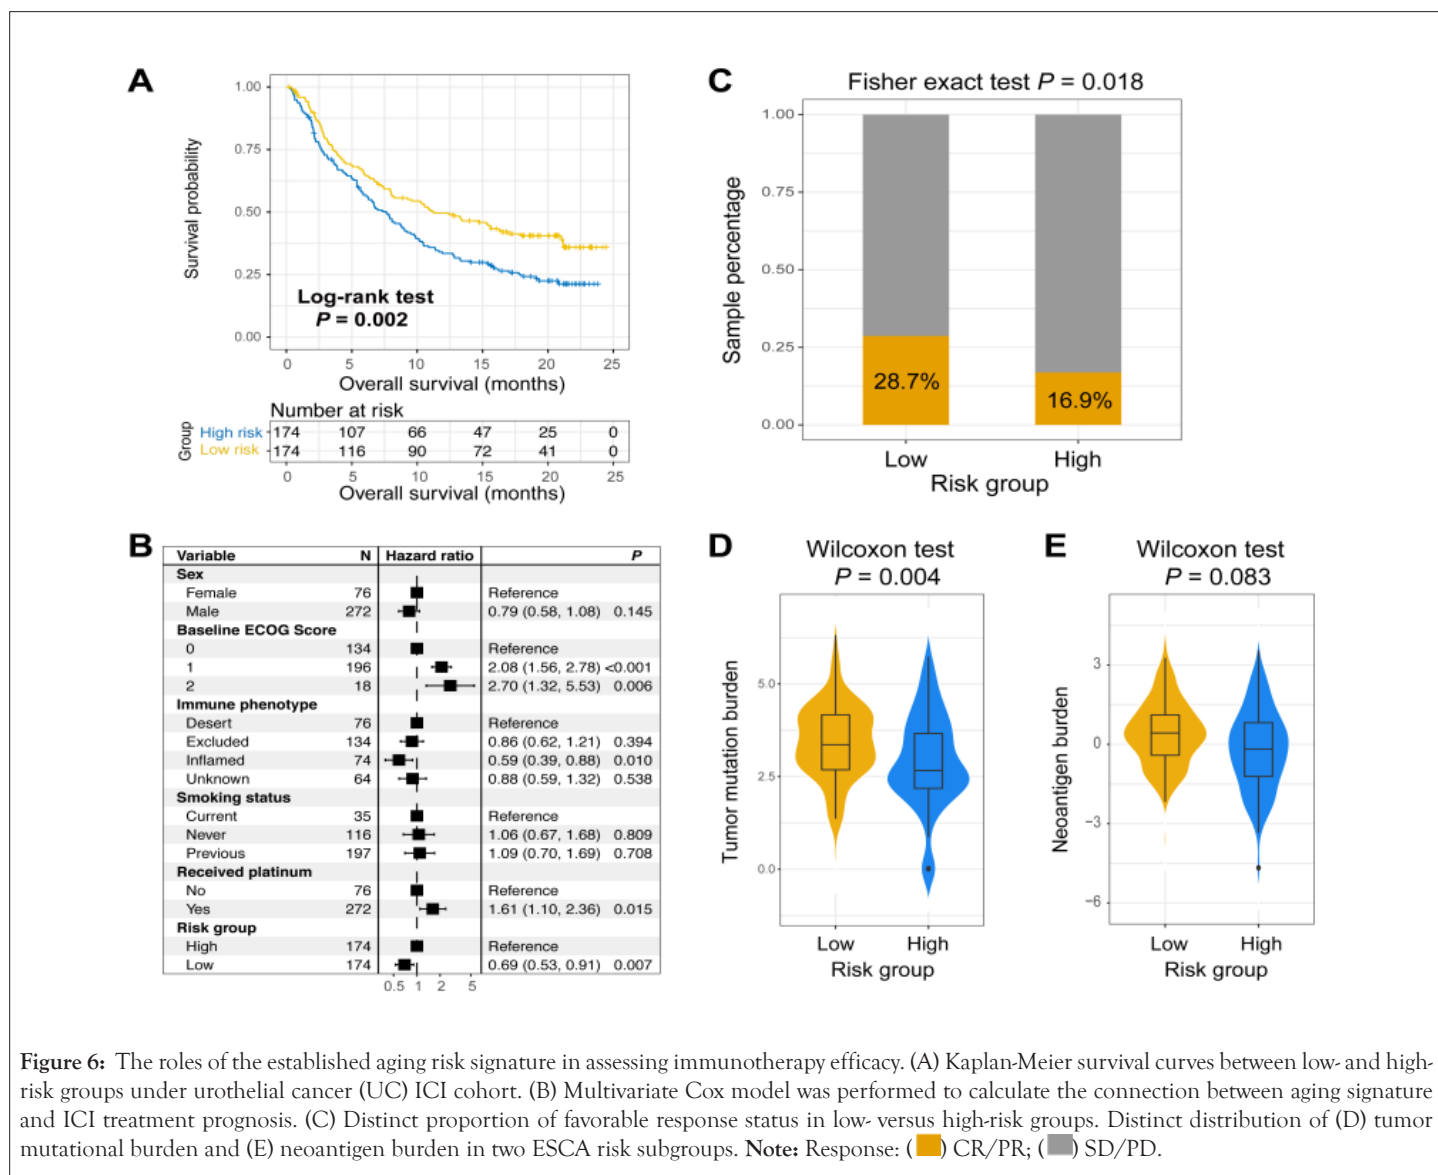 A
1.00
0.75
0.50
0.25
0.00
Survival probability
Log-rank test
P = 0.002
0 5 10 15 20 25
Overall survival (months)
Number at risk
Group
High risk 174 107 66 47 25 0
Low risk 174 116 90 72 41 0
0 5 10 15 20 25
Overall survival (months)
B
Variable N Hazard ratio P
Sex
Female 76 Reference
Male 272 0.79 (0.58, 1.08) 0.145
Baseline ECOG Score
0 134 Reference
1 196 2.08 (1.56, 2.78) <0.001
2 18 2.70 (1.32, 5.53) 0.006
Immune phenotype
Desert 76 Reference
Excluded 134 0.86 (0.62, 1.21) 0.394
Inflamed 74 0.59 (0.39, 0.88) 0.010
Unknown 64 0.88 (0.59, 1.32) 0.538
Smoking status
Current 35 Reference
Never 116 1.06 (0.67, 1.68) 0.809
Previous 197 1.09 (0.70, 1.69) 0.708
Received platinum
No 76 Reference
Yes 272 1.61 (1.10, 2.36) 0.015
Risk group
High 174 Reference
Low 174 0.69 (0.53, 0.91) 0.007
0.5 1 2 5
C
Fisher exact test P = 0.018
1.00
0.75
0.50
0.25
0.00
Sample percentage
28.7%
16.9%
Low High
Risk group
D
Wilcoxon test
P = 0.004
5.0
2.5
0.0
Tumor mutation burden
Low High
Risk group
E
Wilcoxon test
P = 0.083
3
0
−3
−6
Neoantigen burden
Low High
Risk group
Figure 6: The roles of the established aging risk signature in assessing immunotherapy efficacy. (A) Kaplan-Meier survival curves between low- and high-
risk groups under urothelial cancer (UC) ICI cohort. (B) Multivariate Cox model was performed to calculate the connection between aging signature
and ICI treatment prognosis. (C) Distinct proportion of favorable response status in low- versus high-risk groups. Distinct distribution of (D) tumor
mutational burden and (E) neoantigen burden in two ESCA risk subgroups. Note: Response: ( ) CR/PR; ( ) SD/PD.